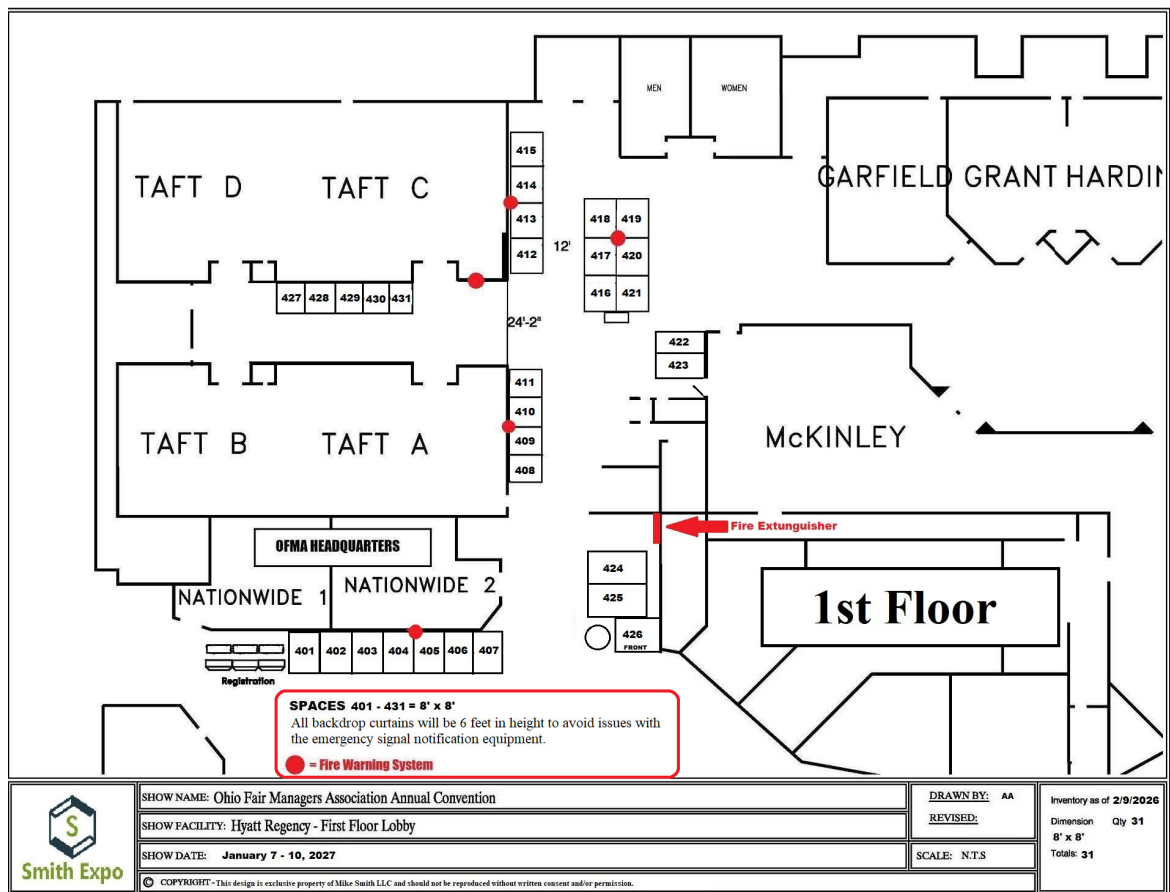 MEN
WOMEN
TAFT D
TAFT C
GARFIELD
GRANT
HARDIN
415
414
413
412
12'
418
419
417
420
416
421
427
428
429
430
431
24'-2"
422
423
411
410
409
408
TAFT B
TAFT A
McKINLEY
Fire Extunguisher
OFMA HEADQUARTERS
NATIONWIDE 1
NATIONWIDE 2
424
425
426
FRONT
1st Floor
401
402
403
404
405
406
407
Registration
SPACES 401 - 431 = 8' x 8'
All backdrop curtains will be 6 feet in height to avoid issues with
the emergency signal notification equipment.
= Fire Warning System
S
Smith Expo
SHOW NAME: Ohio Fair Managers Association Annual Convention
SHOW FACILITY: Hyatt Regency - First Floor Lobby
SHOW DATE: January 7 - 10, 2027
© COPYRIGHT - This design is exclusive property of Mike Smith LLC and should not be reproduced without written consent and/or permission.
DRAWN BY: AA
REVISED:
SCALE: N.T.S
Inventory as of 2/9/2026
Dimension Qty 31
8' x 8'
Totals: 31